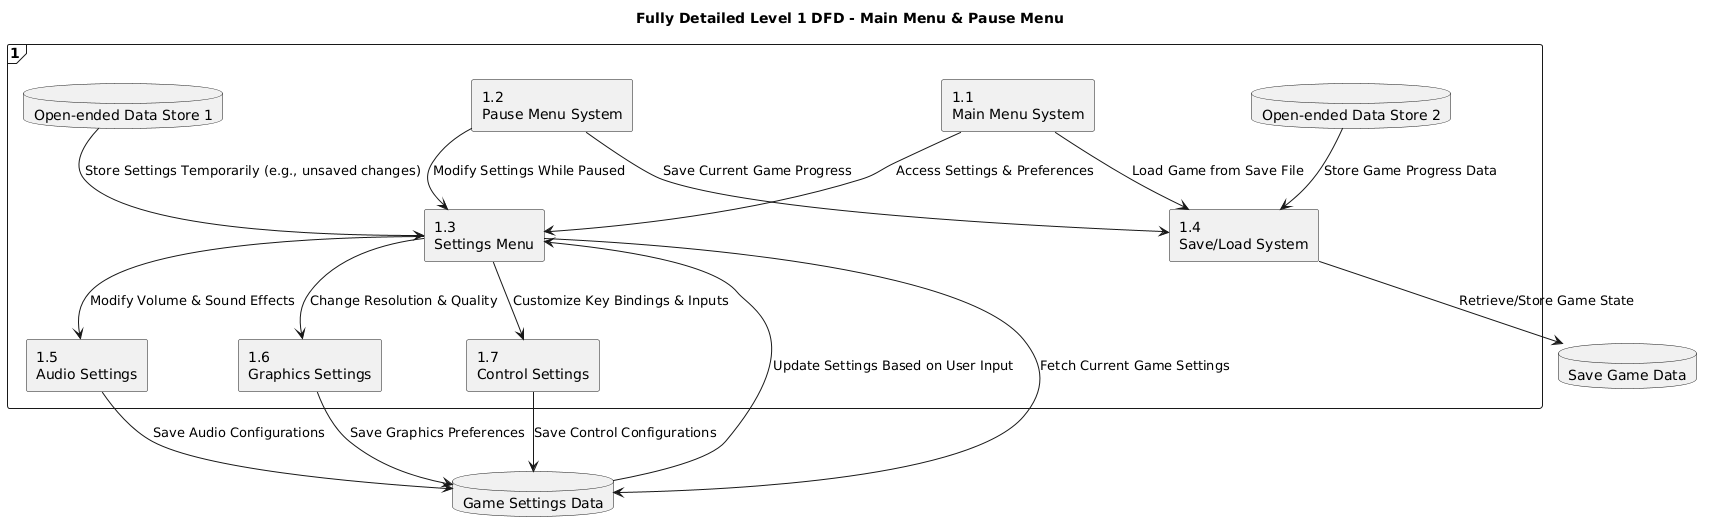 Fully Detailed Level 1 DFD - Main Menu & Pause Menu
1
Open-ended Data Store 1
1.2
Pause Menu System
1.1
Main Menu System
Open-ended Data Store 2
Store Settings Temporarily (e.g., unsaved changes)
Modify Settings While Paused
Save Current Game Progress
Access Settings & Preferences
Load Game from Save File
Store Game Progress Data
1.3
Settings Menu
1.4
Save/Load System
Modify Volume & Sound Effects
Change Resolution & Quality
Customize Key Bindings & Inputs
Retrieve/Store Game State
1.5
Audio Settings
1.6
Graphics Settings
1.7
Control Settings
Update Settings Based on User Input
Fetch Current Game Settings
Save Game Data
Save Audio Configurations
Save Graphics Preferences
Save Control Configurations
Game Settings Data